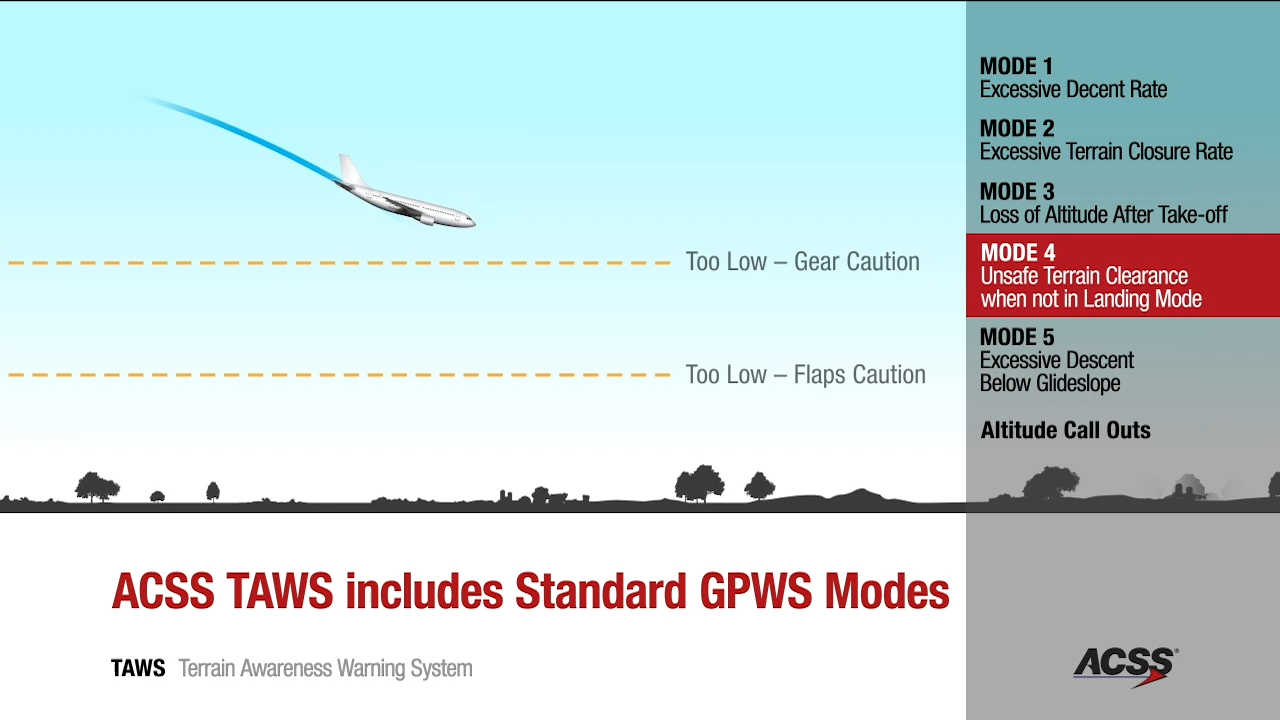 MODE 1
Excessive Decent Rate
MODE 2
Excessive Terrain Closure Rate
MODE 3
Loss of Altitude After Take-off
MODE 4
Unsafe Terrain Clearance
when not in Landing Mode
MODE 5
Excessive Descent
Below Glideslope
Altitude Call Outs
Too Low – Gear Caution
Too Low – Flaps Caution
ACSS TAWS includes Standard GPWS Modes
TAWS Terrain Awareness Warning System
ACSS®